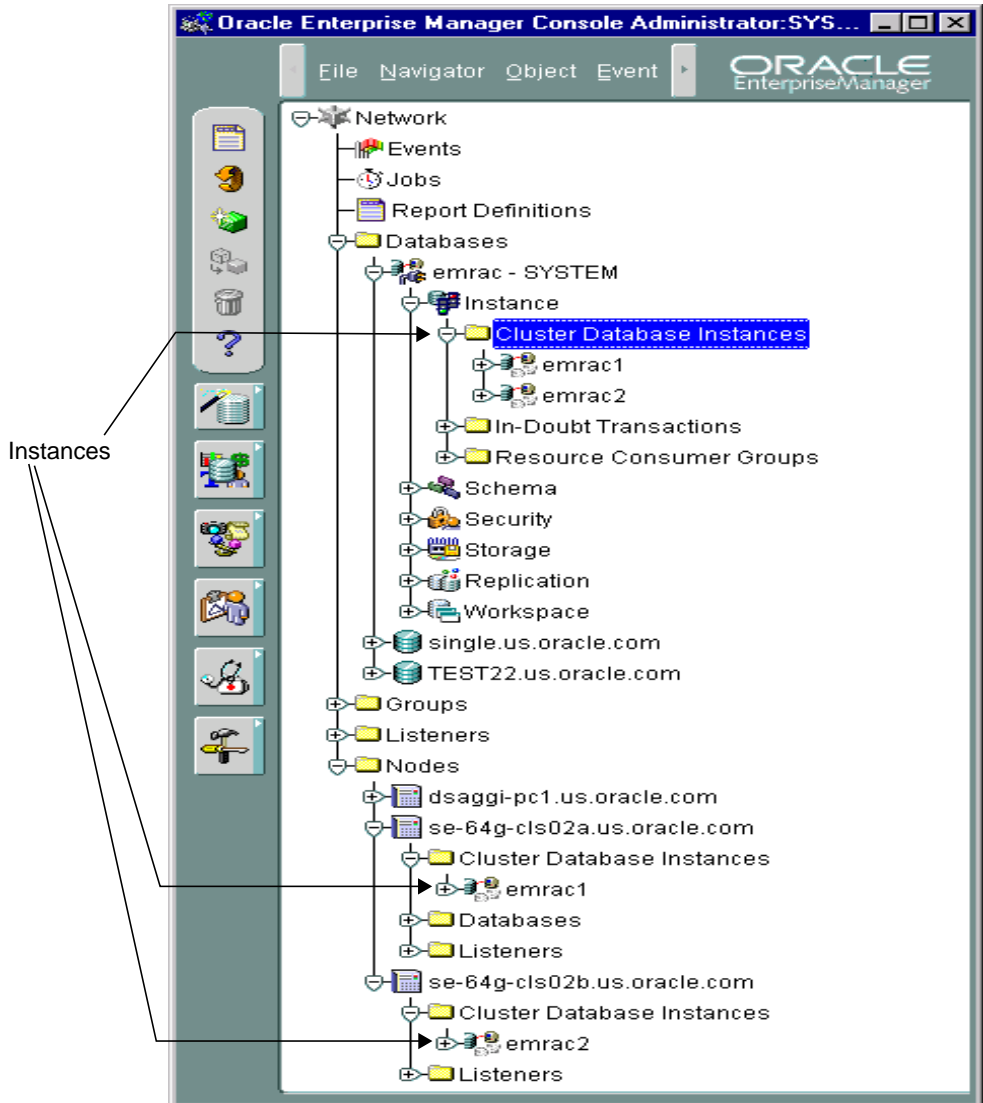 Oracle Enterprise Manager Console Administrator:SYS...
File Navigator Object Event
ORACLE
EnterpriseManager
Network
Events
Jobs
Report Definitions
Databases
emrac - SYSTEM
Instance
Cluster Database Instances
emrac1
emrac2
In-Doubt Transactions
Resource Consumer Groups
Instances
Schema
Security
Storage
Replication
Workspace
single.us.oracle.com
TEST22.us.oracle.com
Groups
Listeners
Nodes
dsaggi-pc1.us.oracle.com
se-64g-cls02a.us.oracle.com
Cluster Database Instances
emrac1
Databases
Listeners
se-64g-cls02b.us.oracle.com
Cluster Database Instances
emrac2
Listeners